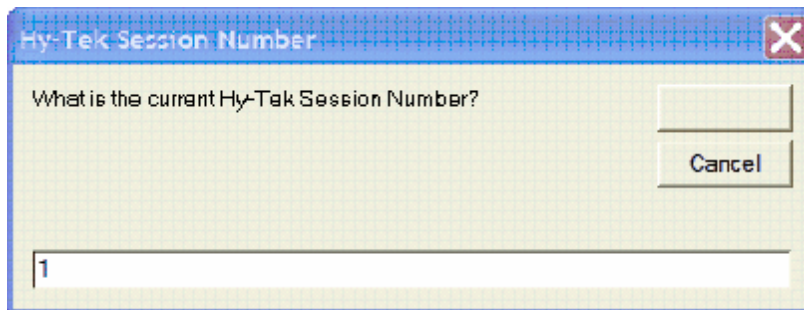 Hy-Tek Session Number
What is the current Hy-Tek Session Number?
Cancel
1